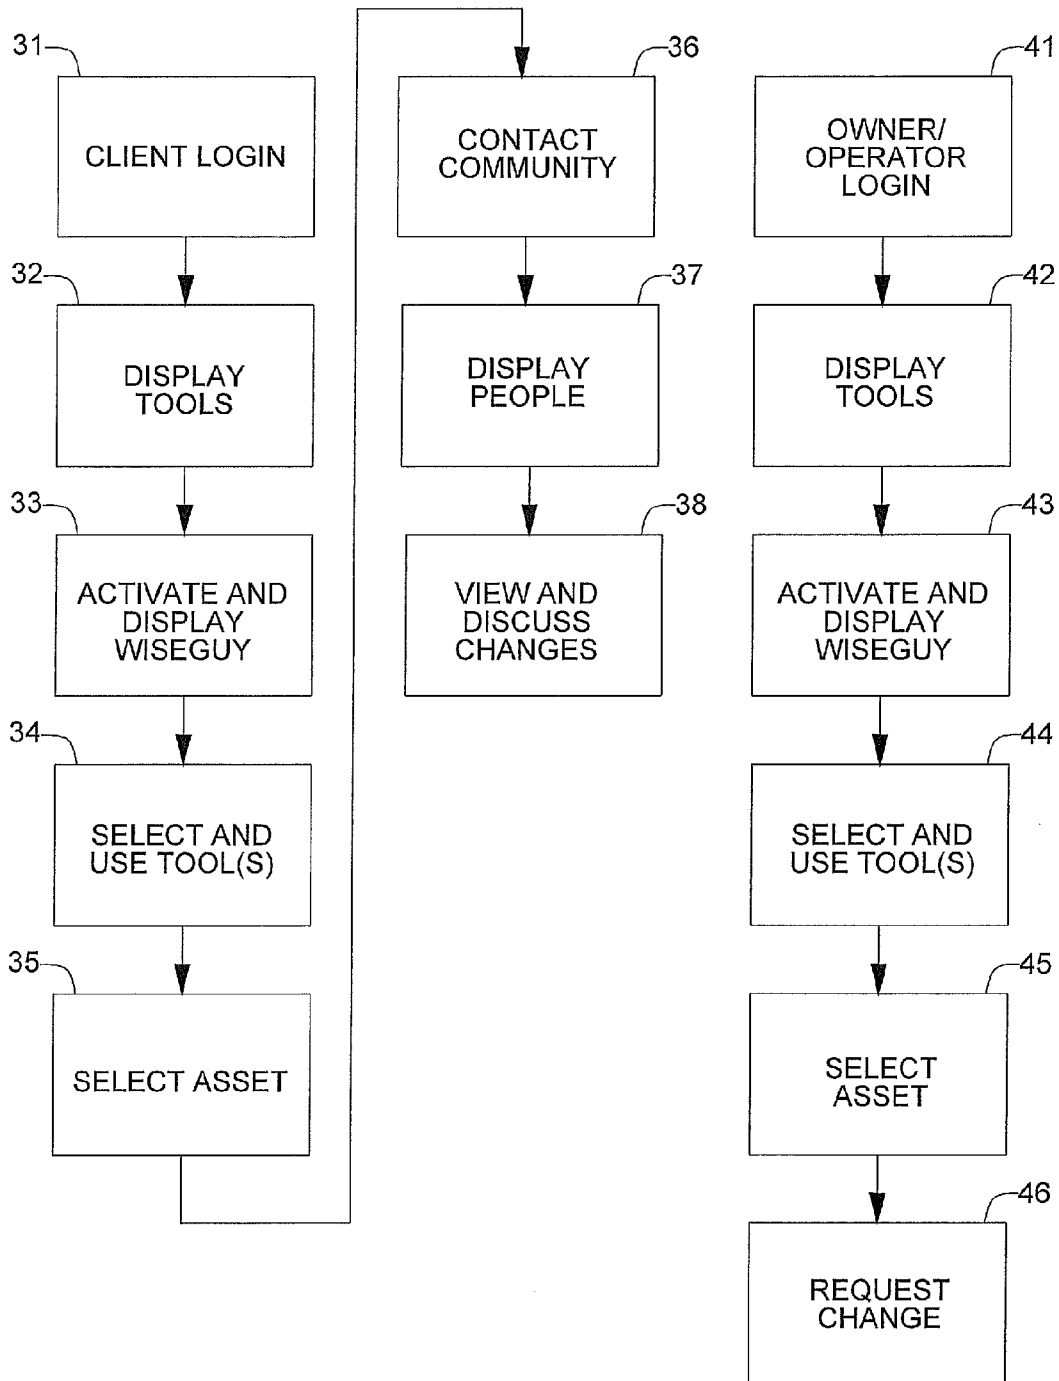 31
CLIENT LOGIN
32
DISPLAY
TOOLS
33
ACTIVATE AND
DISPLAY
WISEGUY
34
SELECT AND
USE TOOL(S)
35
SELECT ASSET
36
CONTACT
COMMUNITY
37
DISPLAY
PEOPLE
38
VIEW AND
DISCUSS
CHANGES
41
OWNER/
OPERATOR
LOGIN
42
DISPLAY
TOOLS
43
ACTIVATE AND
DISPLAY
WISEGUY
44
SELECT AND
USE TOOL(S)
45
SELECT
ASSET
46
REQUEST
CHANGE